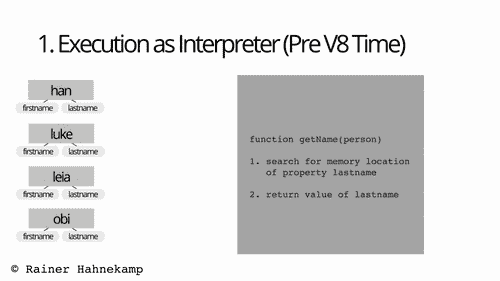 1. Execution as Interpreter (Pre V8 Time)
han
firstname lastname
luke
firstname lastname
leia
firstname lastname
obi
firstname lastname
function getName(person)
1. search for memory location
of property lastname
2. return value of lastname
© Rainer Hahnekamp